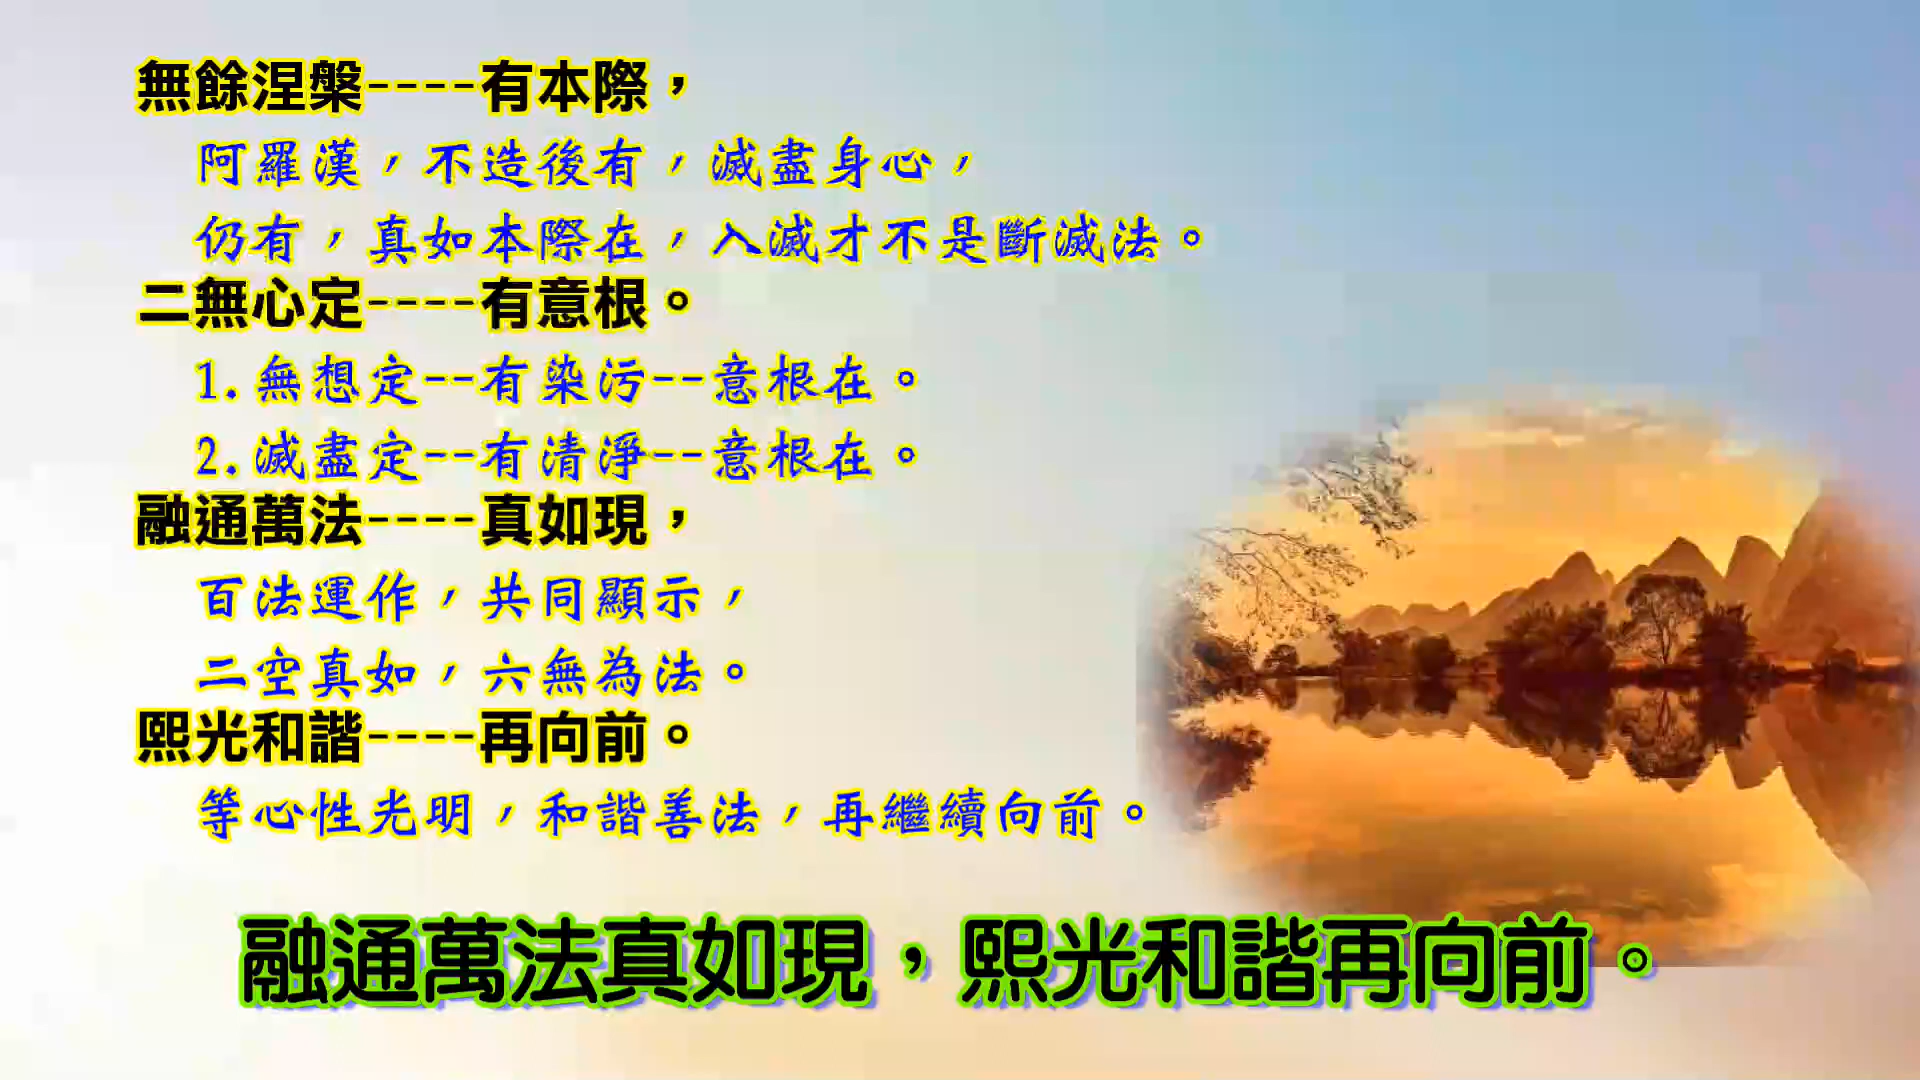 無餘涅槃----有本際，
阿羅漢，不造後有，滅盡身心，
仍有，真如本際在，入滅才不是斷滅法。
二無心定----有意根。
1.無想定--有染污--意根在。
2.滅盡定--有清淨--意根在。
融通萬法----真如現，
百法運作，共同顯示，
二空真如，六無為法。
熙光和諧----再向前。
等心性光明，和諧善法，再繼續向前。
融通萬法真如現，熙光和諧再向前。